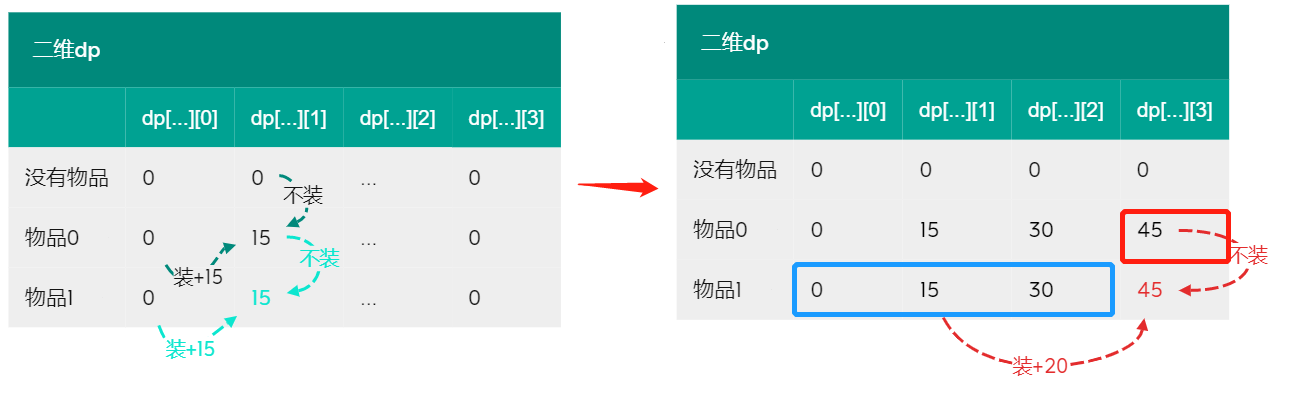 二维dp
dp[...][0] dp[...][1] dp[...][2] dp[...][3]
没有物品 0 0 ... 0
不装
物品0 0 15 ... 0
不装
装+15
物品1 0 15 ... 0
装+15
二维dp
dp[...][0] dp[...][1] dp[...][2] dp[...][3]
没有物品 0 0 0 0
物品0 0 15 30 45
不装
物品1 0 15 30 45
装+20